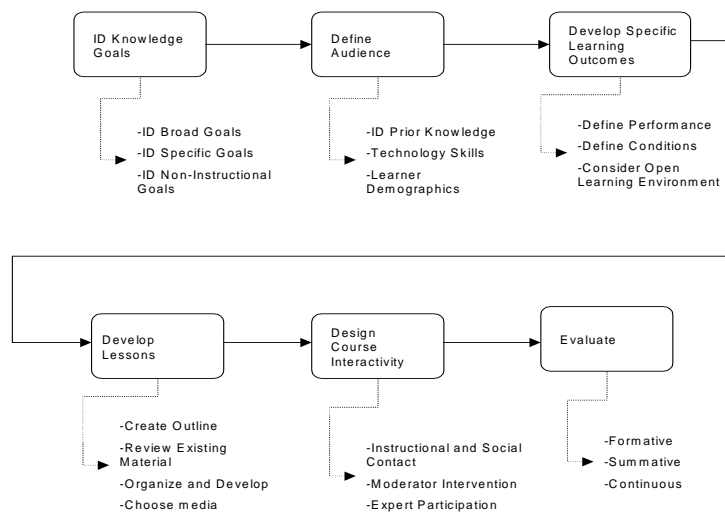 ID Knowledge
Goals
Define
Audience
Develop Specific
Learning
Outcomes
-ID Broad Goals
-ID Specific Goals
-ID Non-Instructional
Goals
-ID Prior Knowledge
-Technology Skills
-Learner
Demographics
-Define Performance
-Define Conditions
-Consider Open
Learning Environment
Develop
Lessons
Design
Course
Interactivity
Evaluate
-Create Outline
-Review Existing
Material
-Organize and Develop
-Choose media
-Instructional and Social
Contact
-Moderator Intervention
-Expert Participation
-Formative
-Summative
-Continuous